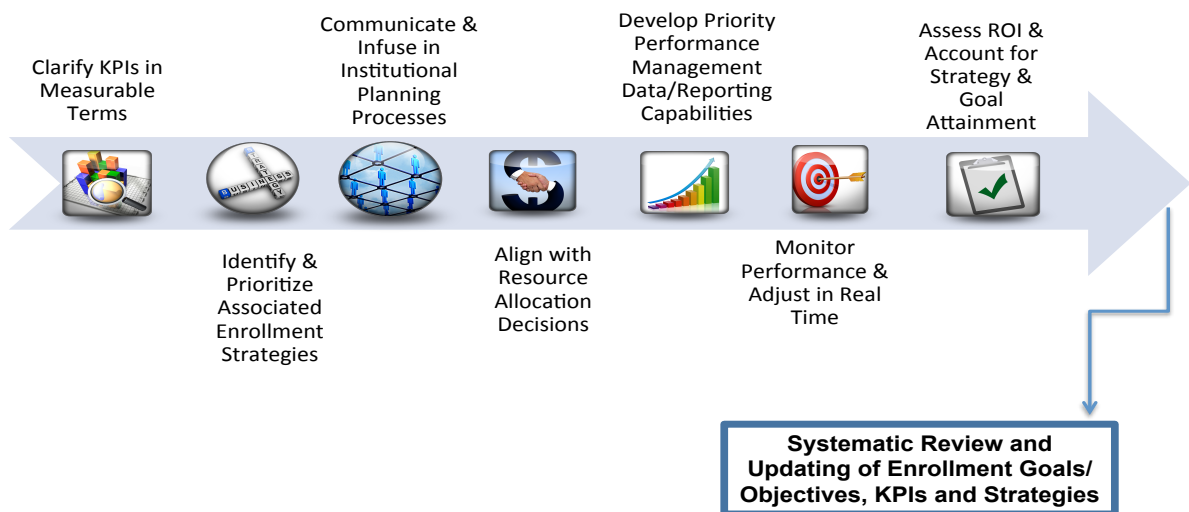 Clarify KPIs in
Measurable
Terms
Identify &
Prioritize
Associated
Enrollment
Strategies
Communicate &
Infuse in
Institutional
Planning
Processes
Align with
Resource
Allocation
Decisions
Develop Priority
Performance
Management
Data/Reporting
Capabilities
Monitor
Performance &
Adjust in Real
Time
Assess ROI &
Account for
Strategy &
Goal
Attainment
BUSINESS
STRATEGY
Systematic Review and
Updating of Enrollment Goals/
Objectives, KPIs and Strategies